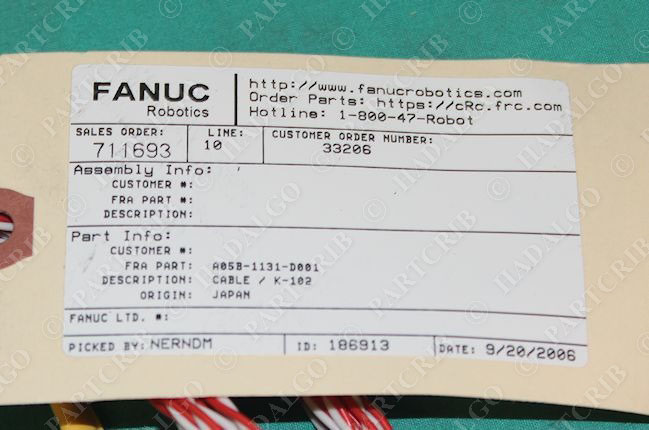 FANUC
Robotics
http://www.fanucrobotics.com
Order Parts: https://cRc.frc.com
Hotline: 1-800-47-Robot
SALES ORDER:
711693
LINE:
10
CUSTOMER ORDER NUMBER:
33206
Assembly Info:
CUSTOMER #:
FRA PART #:
DESCRIPTION:
Part Info:
CUSTOMER #:
FRA PART: A05B-1131-D001
DESCRIPTION: CABLE / K-102
ORIGIN: JAPAN
FANUC LTD. #:
PICKED BY: NERNDM
ID: 186913
DATE: 9/20/2006
© PARTCRIB
© HADALGO